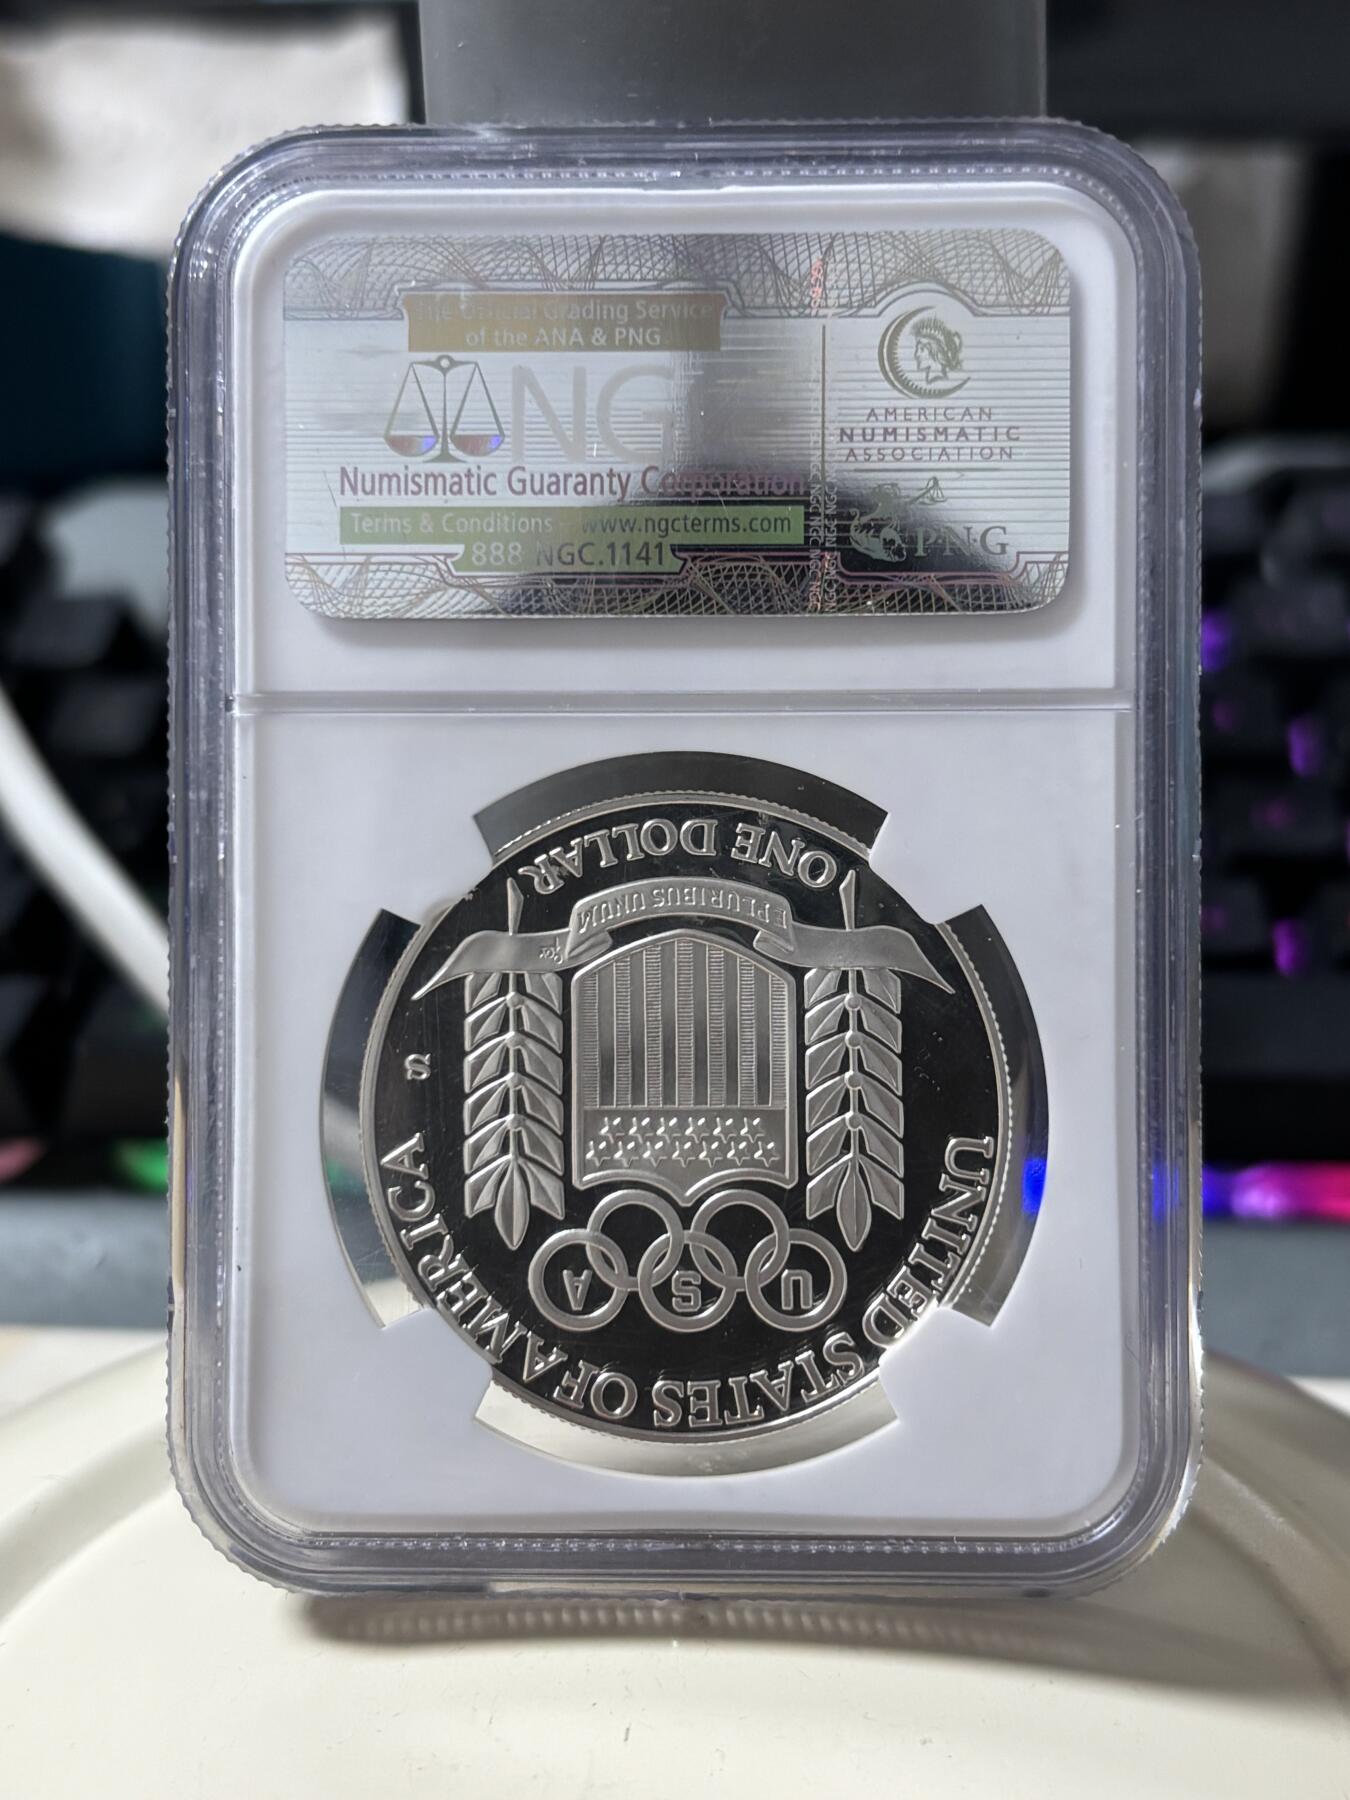 The Official Grading Service
of the ANA & PNG
NG
Numismatic Guaranty Corporation
Terms & Conditions www.ngcterms.com
888 NGC.1141
AMERICAN
NUMISMATIC
ASSOCIATION
PNG
UNITED STATES OF AMERICA
U S A
S
E PLURIBUS UNUM
ONE DOLLAR